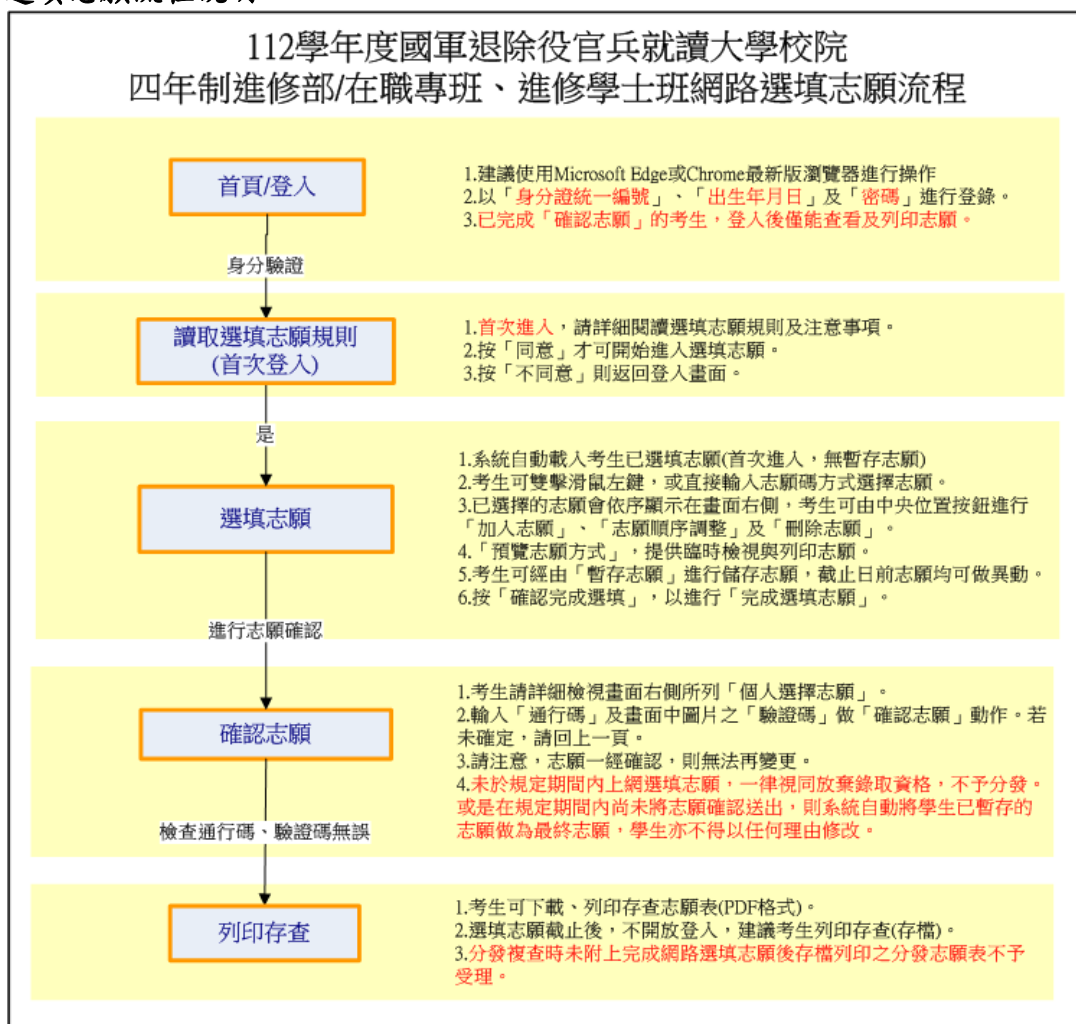 112學年度國軍退除役官兵就讀大學校院
四年制進修部/在職專班、進修學士班網路選填志願流程
首頁/登入
1.建議使用Microsoft Edge或Chrome最新版瀏覽器進行操作
2.以「身分證統一編號」、「出生年月日」及「密碼」進行登錄。
3.已完成「確認志願」的考生，登入後僅能查看及列印志願。
身分驗證
讀取選填志願規則
(首次登入)
1.首次進入，請詳細閱讀選填志願規則及注意事項。
2.按「同意」才可開始進入選填志願。
3.按「不同意」則返回登入畫面。
是
選填志願
1.系統自動載入考生已選填志願(首次進入，無暫存志願)
2.考生可雙擊滑鼠左鍵，或直接輸入志願碼方式選擇志願。
3.已選擇的志願會依序顯示在畫面右側，考生可由中央位置按鈕進行
「加入志願」、「志願順序調整」及「刪除志願」。
4.「預覽志願方式」，提供臨時檢視與列印志願。
5.考生可經由「暫存志願」進行儲存志願，截止日前志願均可做異動。
6.按「確認完成選填」，以進行「完成選填志願」。
進行志願確認
確認志願
1.考生請詳細檢視畫面右側所列「個人選擇志願」。
2.輸入「通行碼」及畫面中圖片之「驗證碼」做「確認志願」動作。若
未確定，請回上一頁。
3.請注意，志願一經確認，則無法再變更。
4.未於規定期間內上網選填志願，一律視同放棄錄取資格，不予分發。
或是在規定期間內尚未將志願確認送出，則系統自動將學生已暫存的
志願做為最終志願，學生亦不得以任何理由修改。
檢查通行碼、驗證碼無誤
列印存查
1.考生可下載、列印存查志願表(PDF格式)。
2.選填志願截止後，不開放登入，建議考生列印存查(存檔)。
3.分發複查時未附上完成網路選填志願後存檔列印之分發志願表不予
受理。